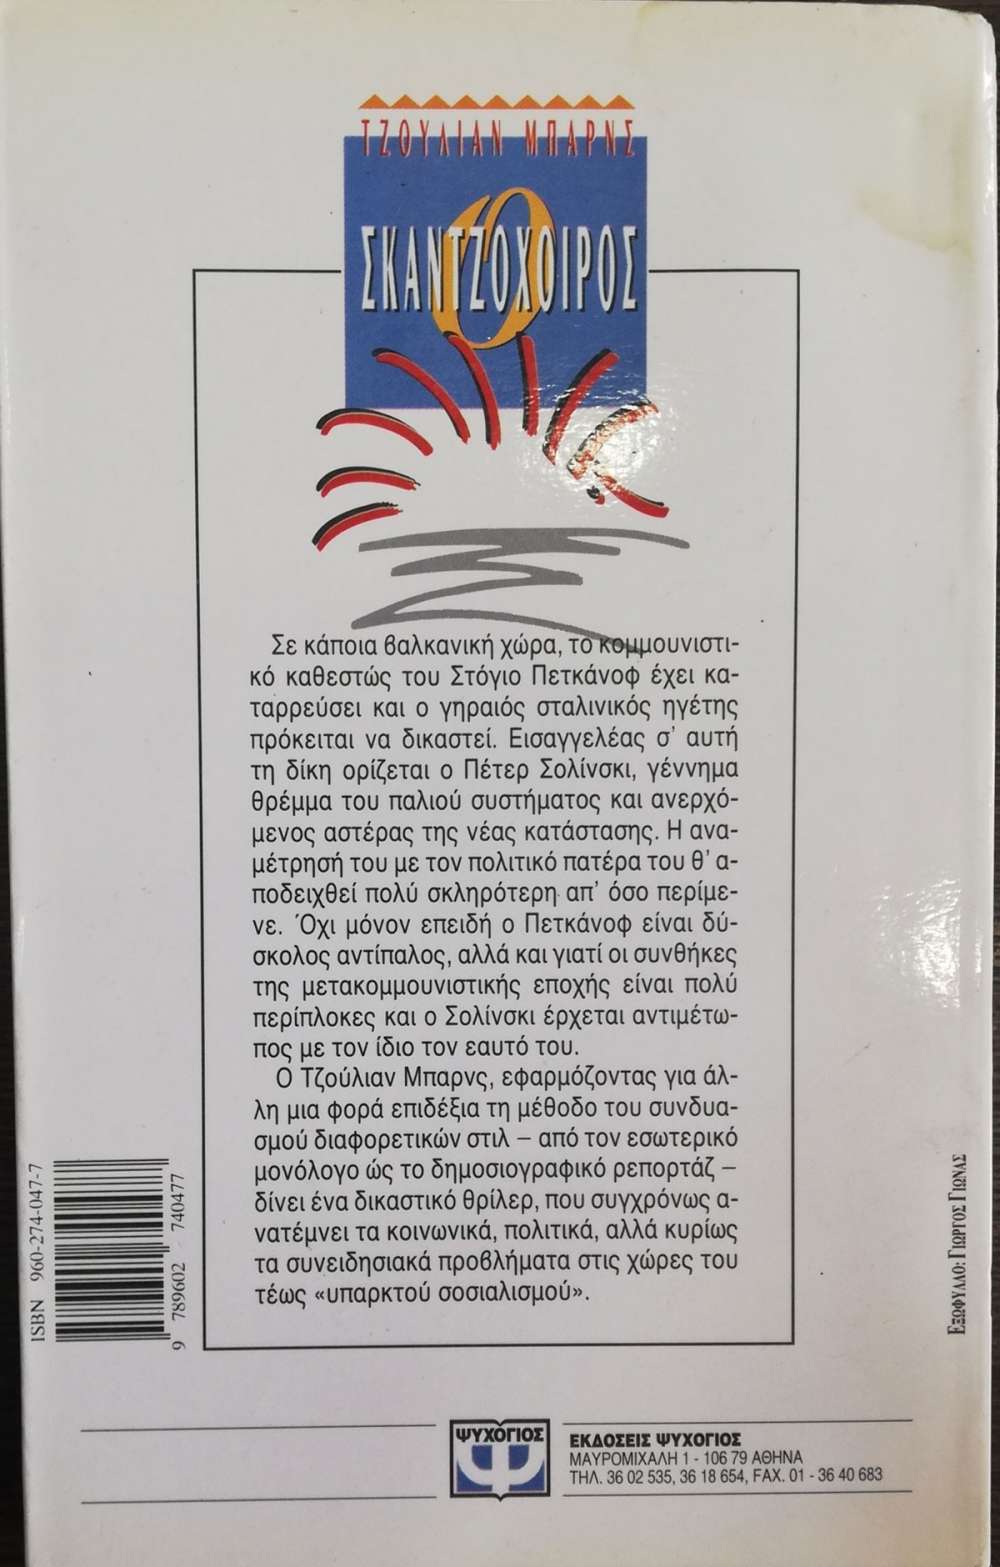 ΤΖΟΥΛΙΑΝ ΜΠΑΡΝΣ
Ο
ΣΚΑΝΤΖΟΧΟΙΡΟΣ
Σε κάποια βαλκανική χώρα, το κομμουνιστι-
κό καθεστώς του Στόγιο Πετκάνοφ έχει κα-
ταρρεύσει και ο γηραιός σταλινικός ηγέτης
πρόκειται να δικαστεί. Εισαγγελέας σ' αυτή
τη δίκη ορίζεται ο Πέτερ Σολίνσκι, γέννημα
θρέμμα του παλιού συστήματος και ανερχό-
μενος αστέρας της νέας κατάστασης. Η ανα-
μέτρησή του με τον πολιτικό πατέρα του θ' α-
ποδειχθεί πολύ σκληρότερη απ' όσο περίμε-
νε. Όχι μόνον επειδή ο Πετκάνοφ είναι δύ-
σκολος αντίπαλος, αλλά και γιατί οι συνθήκες
της μετακομμουνιστικής εποχής είναι πολύ
περίπλοκες και ο Σολίνσκι έρχεται αντιμέτω-
πος με τον ίδιο τον εαυτό του.
Ο Τζούλιαν Μπαρνς, εφαρμόζοντας για άλ-
λη μια φορά επιδέξια τη μέθοδο του συνδυα-
σμού διαφορετικών στιλ – από τον εσωτερικό
μονόλογο ώς το δημοσιογραφικό ρεπορτάζ –
δίνει ένα δικαστικό θρίλερ, που συγχρόνως α-
νατέμνει τα κοινωνικά, πολιτικά, αλλά κυρίως
τα συνειδησιακά προβλήματα στις χώρες του
τέως «υπαρκτού σοσιαλισμού».
ISBN 960-274-047-7
9 789602 740477
ΕΞΩΦΥΛΛΟ: ΓΙΩΡΓΟΣ ΓΙΩΝΑΣ
ΨΥΧΟΓΙΟΣ
ΕΚΔΟΣΕΙΣ ΨΥΧΟΓΙΟΣ
ΜΑΥΡΟΜΙΧΑΛΗ 1 - 106 79 ΑΘΗΝΑ
ΤΗΛ. 36 02 535, 36 18 654, FAX. 01 - 36 40 683